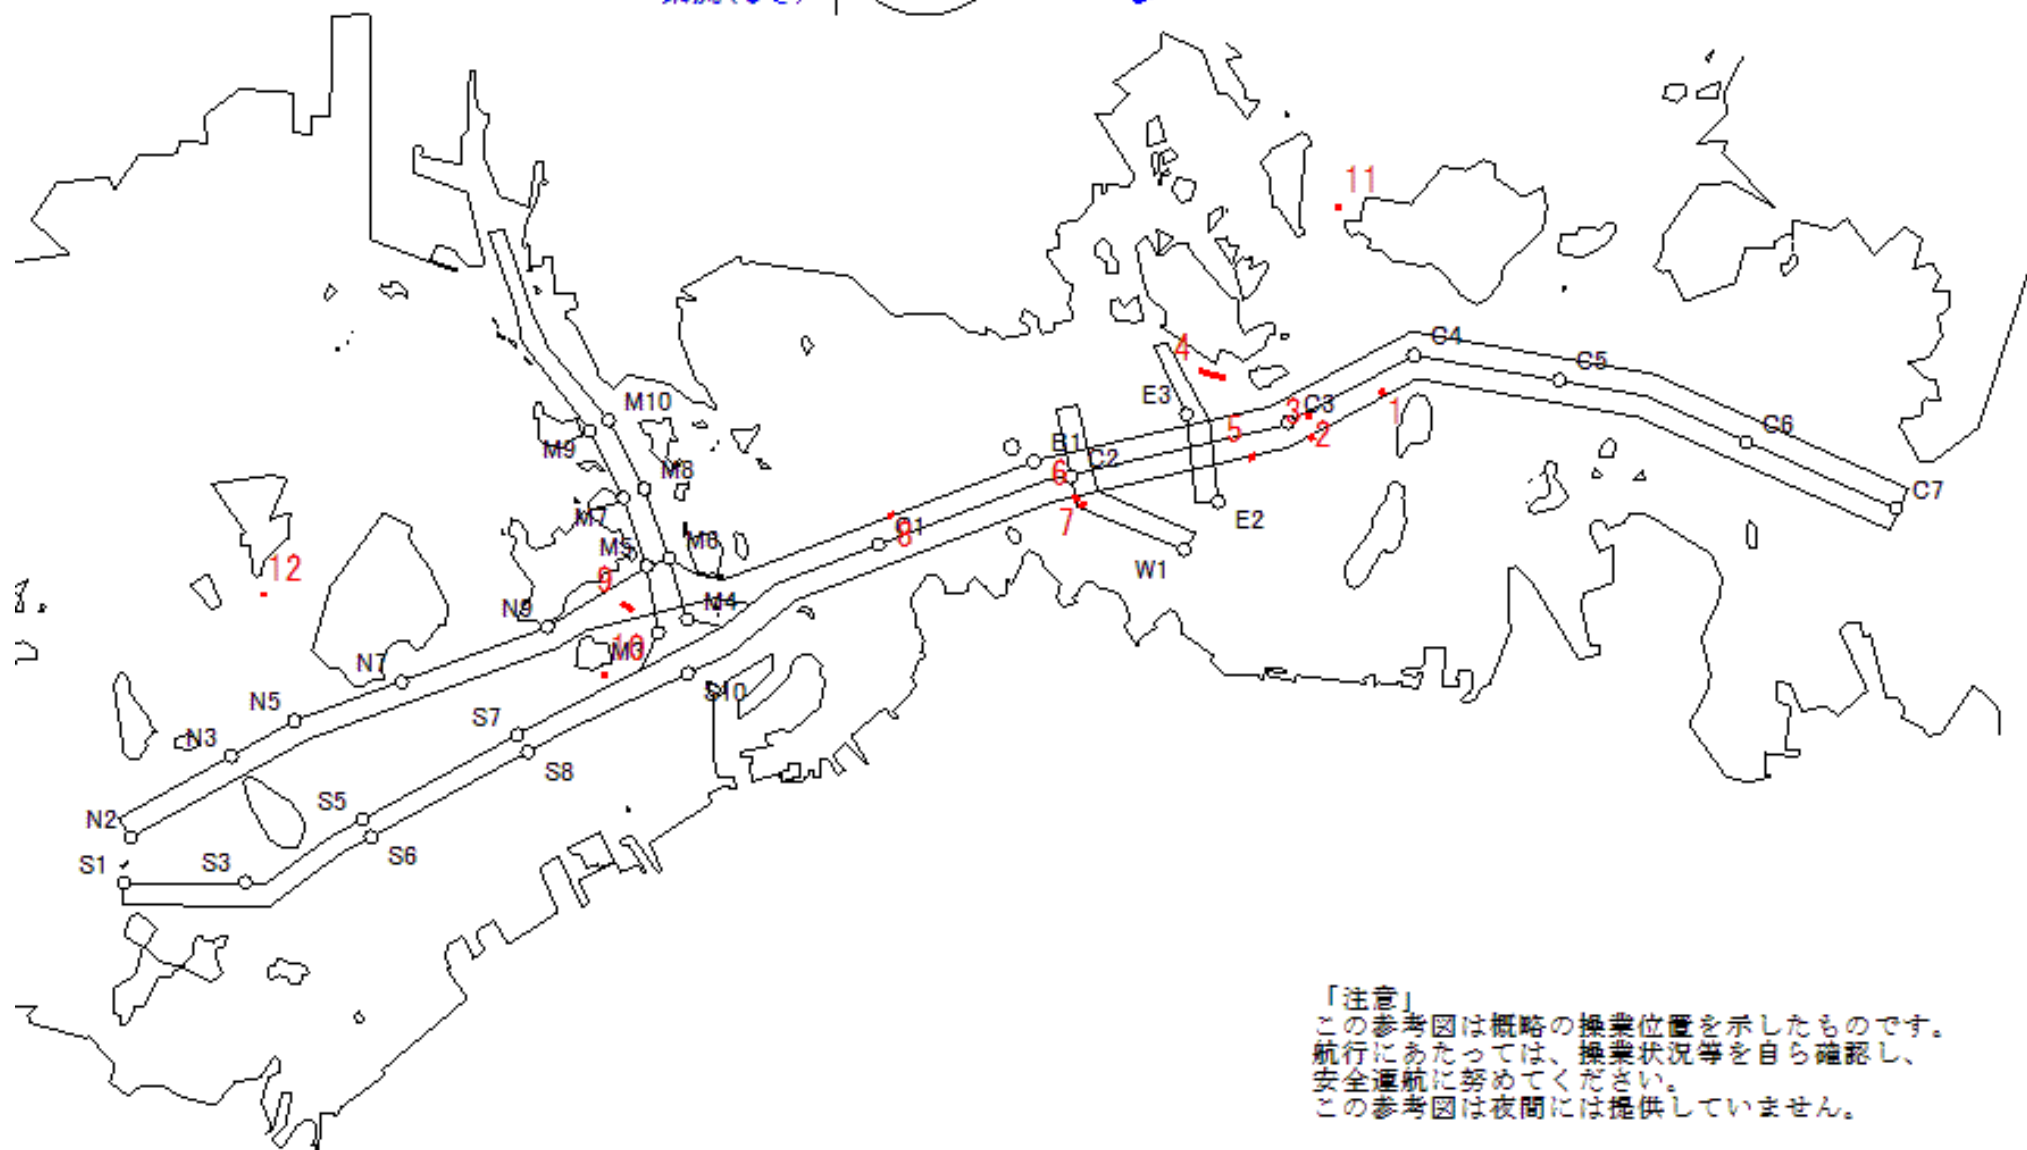 11
C4
4
C5
E3
3
C3
1
M10
5
2
C6
M9
B1
C2
M8
6
C7
M7
7
E2
C1
8
M5
M6
W1
12
9
N9
M4
10
M3
N7
S10
N5
S7
N3
S8
S5
N2
S6
S1
S3
「注意」
この参考図は概略の操業位置を示したものです。
航行にあたっては、操業状況等を自ら確認し、
安全運航に努めてください。
この参考図は夜間には提供していません。